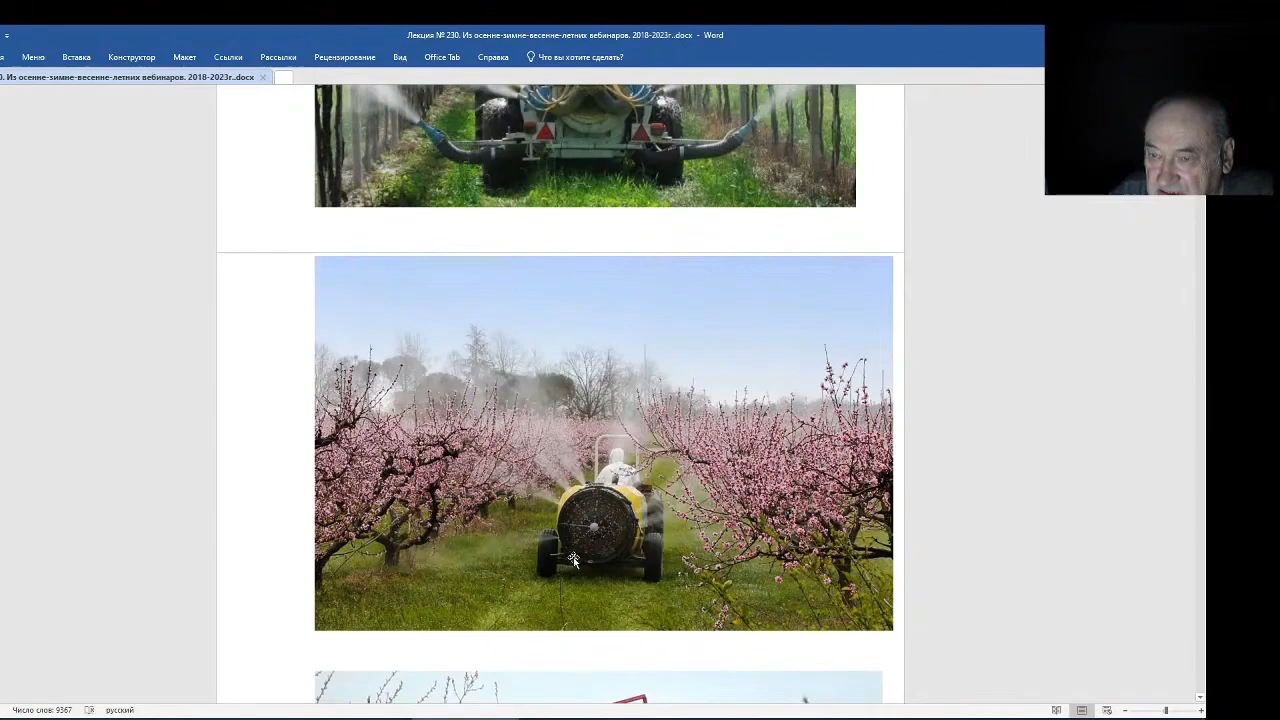 Лекция № 230. Из осенне-зимне-весенне-летних вебинаров. 2018-2023г..docx - Word
Меню Вставка Конструктор Макет Ссылки Рассылки Рецензирование Вид Office Tab Справка Что вы хотите сделать?
0. Из осенне-зимне-весенне-летних вебинаров. 2018-2023г..docx
Число слов: 9367 русский